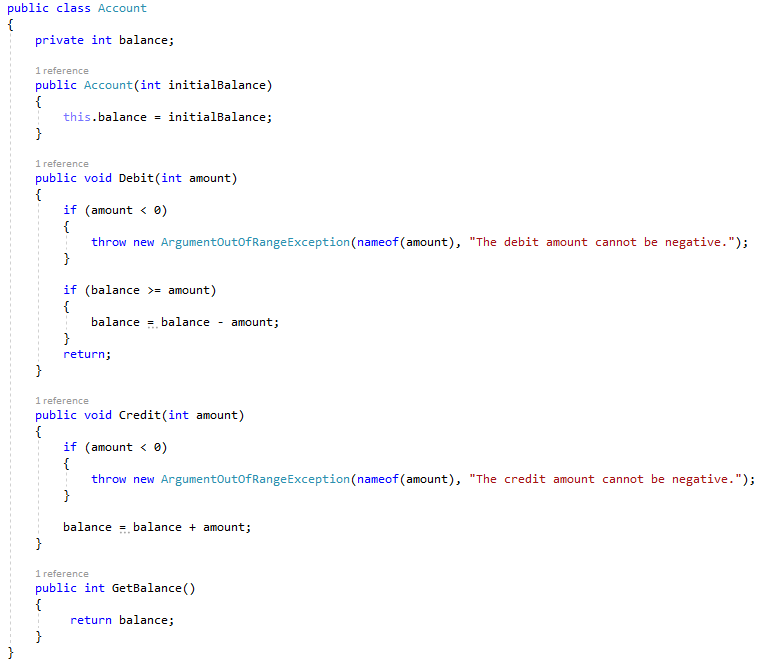 public class Account
{
    private int balance;

    1 reference
    public Account(int initialBalance)
    {
        this.balance = initialBalance;
    }

    1 reference
    public void Debit(int amount)
    {
        if (amount < 0)
        {
            throw new ArgumentOutOfRangeException(nameof(amount), "The debit amount cannot be negative.");
        }

        if (balance >= amount)
        {
            balance = balance - amount;
        }
        return;
    }

    1 reference
    public void Credit(int amount)
    {
        if (amount < 0)
        {
            throw new ArgumentOutOfRangeException(nameof(amount), "The credit amount cannot be negative.");
        }

        balance = balance + amount;
    }

    1 reference
    public int GetBalance()
    {
         return balance;
    }
}